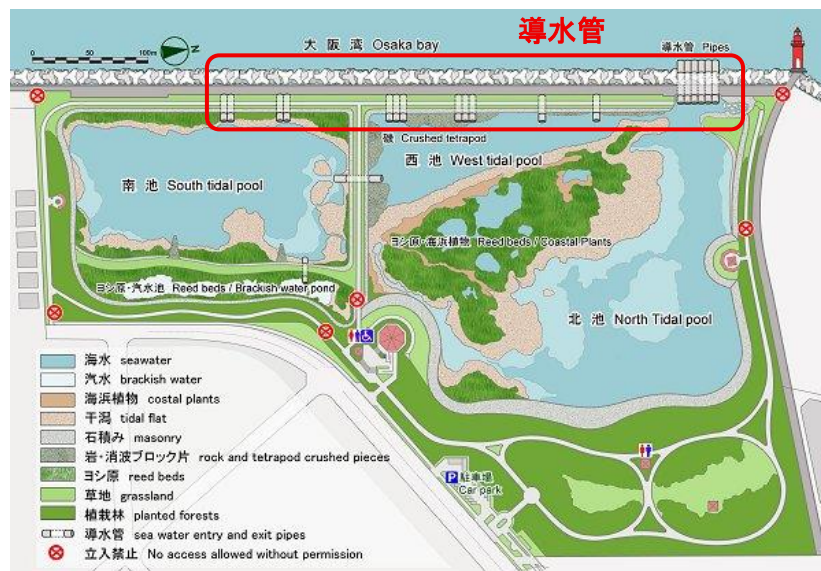 導水管
0 50 100m N
大 阪 湾 Osaka bay
導水管 Pipes
磯 Crushed tetrapod
西 池 West tidal pool
南 池 South tidal pool
ヨシ原・海浜植物 Reed beds / Coastal Plants
ヨシ原・汽水池 Reed beds / Brackish water pond
北 池 North Tidal pool
海水 seawater
汽水 brackish water
海浜植物 costal plants
干潟 tidal flat
石積み masonry
岩・消波ブロック片 rock and tetrapod crushed pieces
ヨシ原 reed beds
草地 grassland
植栽林 planted forests
導水管 sea water entry and exit pipes
立入禁止 No access allowed without permission
P 駐車場
Car park